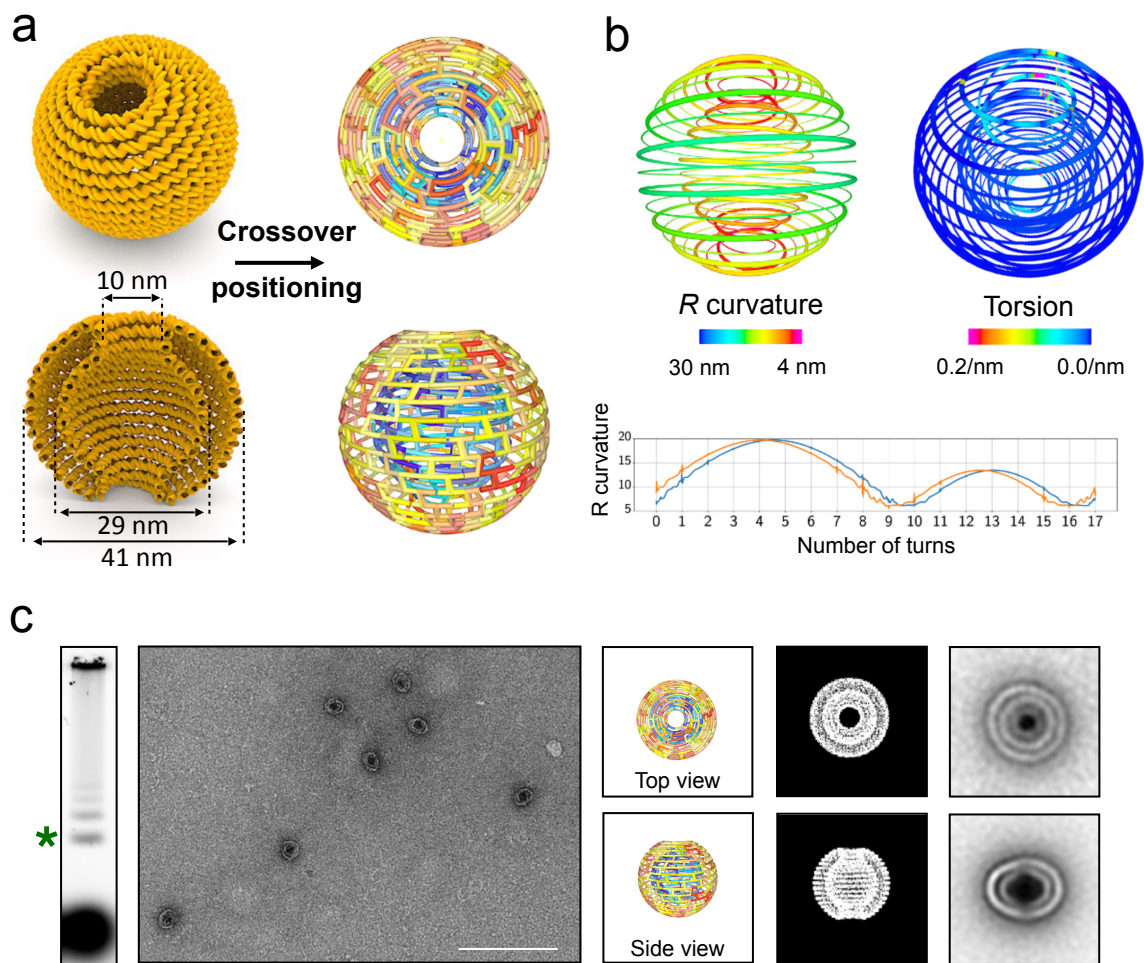 a
b
10 nm
Crossover
positioning
29 nm
41 nm
R curvature
Torsion
30 nm
4 nm
0.2/nm
0.0/nm
R curvature
20
15
10
5
0 1 2 3 4 5 6 7 8 9 10 11 12 13 14 15 16 17
Number of turns
c
*
Top view
Side view